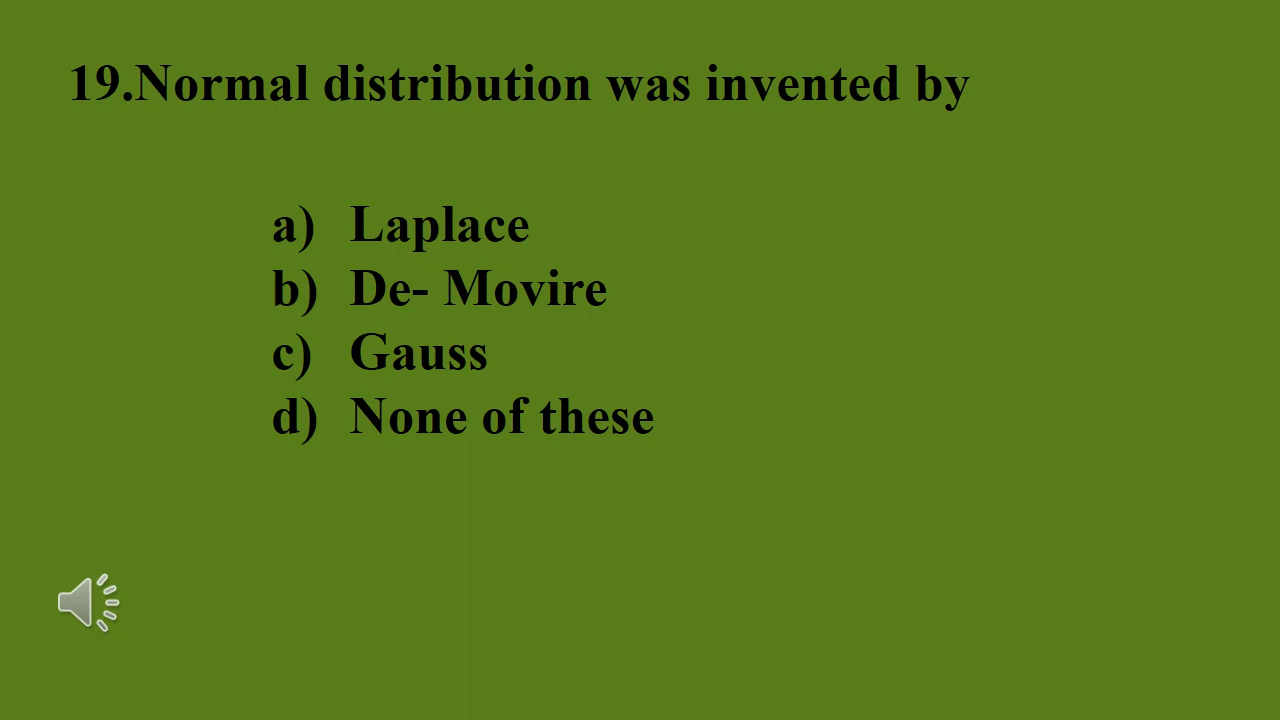 19.Normal distribution was invented by
a) Laplace
b) De- Movire
c) Gauss
d) None of these